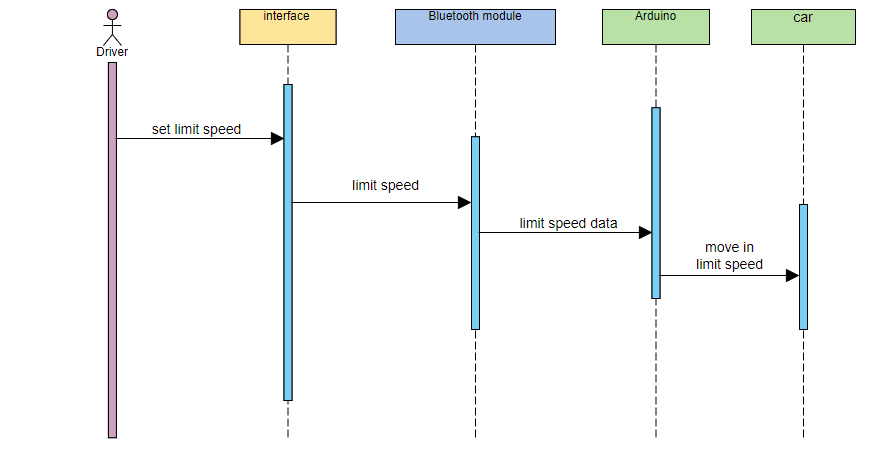 interface
Bluetooth module
Arduino
car
Driver
set limit speed
limit speed
limit speed data
move in
limit speed